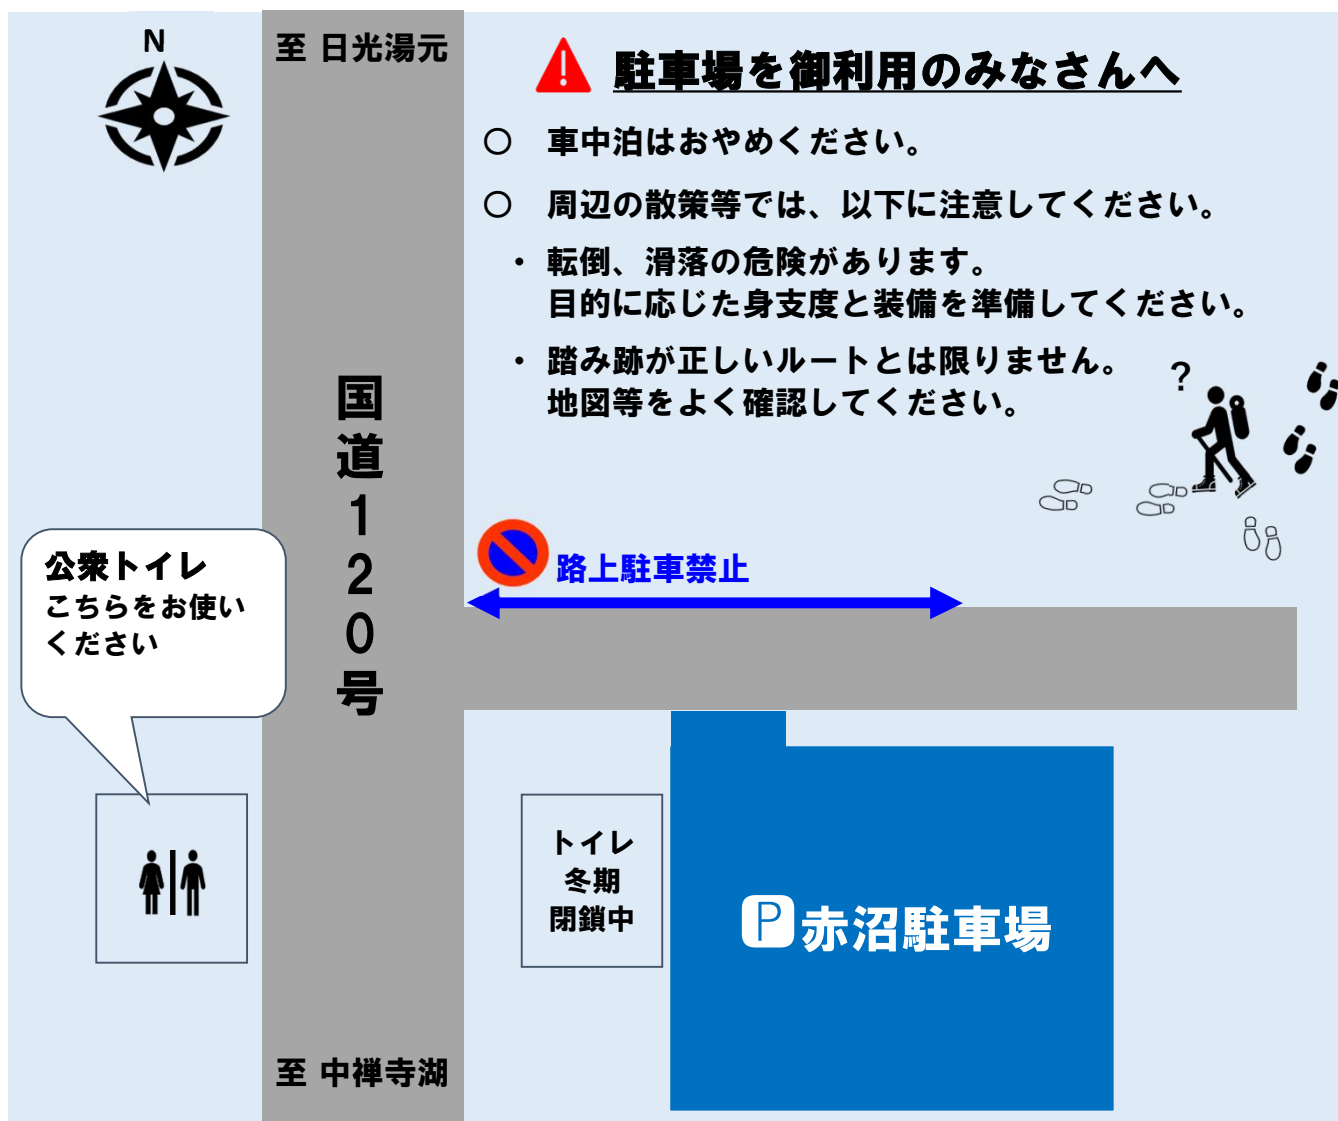 N
至 日光湯元
駐車場を御利用のみなさんへ
○ 車中泊はおやめください。
○ 周辺の散策等では、以下に注意してください。
・ 転倒、滑落の危険があります。
目的に応じた身支度と装備を準備してください。
・ 踏み跡が正しいルートとは限りません。
地図等をよく確認してください。
?
国道120号
路上駐車禁止
公衆トイレ
こちらをお使い
ください
トイレ
冬期
閉鎖中
P赤沼駐車場
至 中禅寺湖